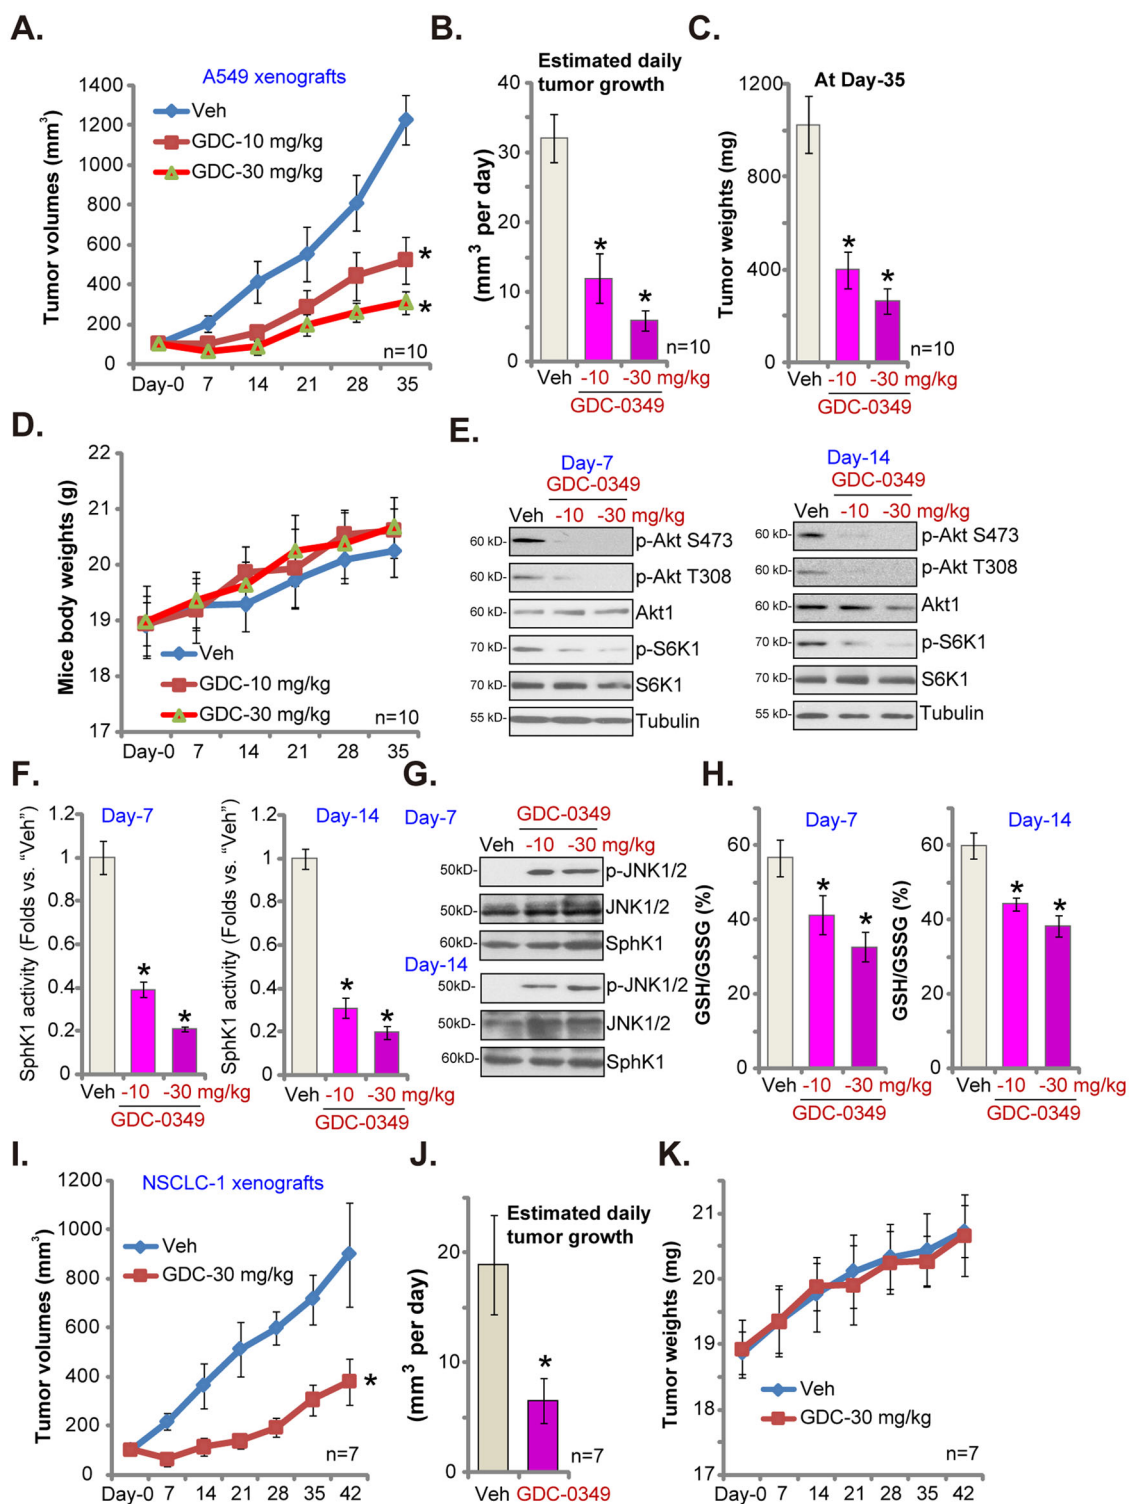 A.
A549 xenografts
Tumor volumes (mm³)
1400
1200
1000
800
600
400
200
0
Veh
GDC-10 mg/kg
GDC-30 mg/kg
*
*
n=10
Day-0 7 14 21 28 35
B.
Estimated daily
tumor growth
(mm³ per day)
40
30
20
10
0
*
*
n=10
Veh -10 -30 mg/kg
GDC-0349
C.
At Day-35
Tumor weights (mg)
1200
800
400
0
*
*
n=10
Veh -10 -30 mg/kg
GDC-0349
D.
Mice body weights (g)
22
21
20
19
18
17
Veh
GDC-10 mg/kg
GDC-30 mg/kg
n=10
Day-0 7 14 21 28 35
E.
Day-7
GDC-0349
Veh -10 -30 mg/kg
60 kD- p-Akt S473
60 kD- p-Akt T308
60 kD- Akt1
70 kD- p-S6K1
70 kD- S6K1
55 kD- Tubulin
Day-14
GDC-0349
Veh -10 -30 mg/kg
60 kD- p-Akt S473
60 kD- p-Akt T308
60 kD- Akt1
70 kD- p-S6K1
70 kD- S6K1
55 kD- Tubulin
F.
Day-7
SphK1 activity (Folds vs. “Veh”)
1.2
1
0.8
0.6
0.4
0.2
0
*
*
Veh -10 -30 mg/kg
GDC-0349
Day-14
SphK1 activity (Folds vs. “Veh”)
1.2
1
0.8
0.6
0.4
0.2
0
*
*
Veh -10 -30 mg/kg
GDC-0349
G.
Day-7
GDC-0349
Veh -10 -30 mg/kg
50kD- p-JNK1/2
50kD- JNK1/2
60kD- SphK1
Day-14
50kD- p-JNK1/2
50kD- JNK1/2
60kD- SphK1
H.
Day-7
GSH/GSSG (%)
60
40
20
0
*
*
Veh -10 -30 mg/kg
GDC-0349
Day-14
GSH/GSSG (%)
60
40
20
0
*
*
Veh -10 -30 mg/kg
GDC-0349
I.
NSCLC-1 xenografts
Tumor volumes (mm³)
1200
1000
800
600
400
200
0
Veh
GDC-30 mg/kg
*
n=7
Day-0 7 14 21 28 35 42
J.
Estimated daily
tumor growth
(mm³ per day)
20
10
0
*
n=7
Veh GDC-0349
K.
Tumor weights (mg)
21
20
19
18
17
Veh
GDC-30 mg/kg
n=7
Day-0 7 14 21 28 35 42